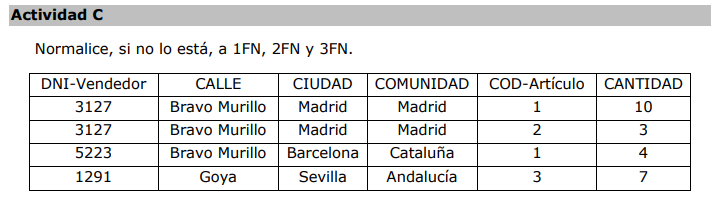 Actividad C
Normalice, si no lo está, a 1FN, 2FN y 3FN.
DNI-Vendedor CALLE CIUDAD COMUNIDAD COD-Artículo CANTIDAD
3127 Bravo Murillo Madrid Madrid 1 10
3127 Bravo Murillo Madrid Madrid 2 3
5223 Bravo Murillo Barcelona Cataluña 1 4
1291 Goya Sevilla Andalucía 3 7